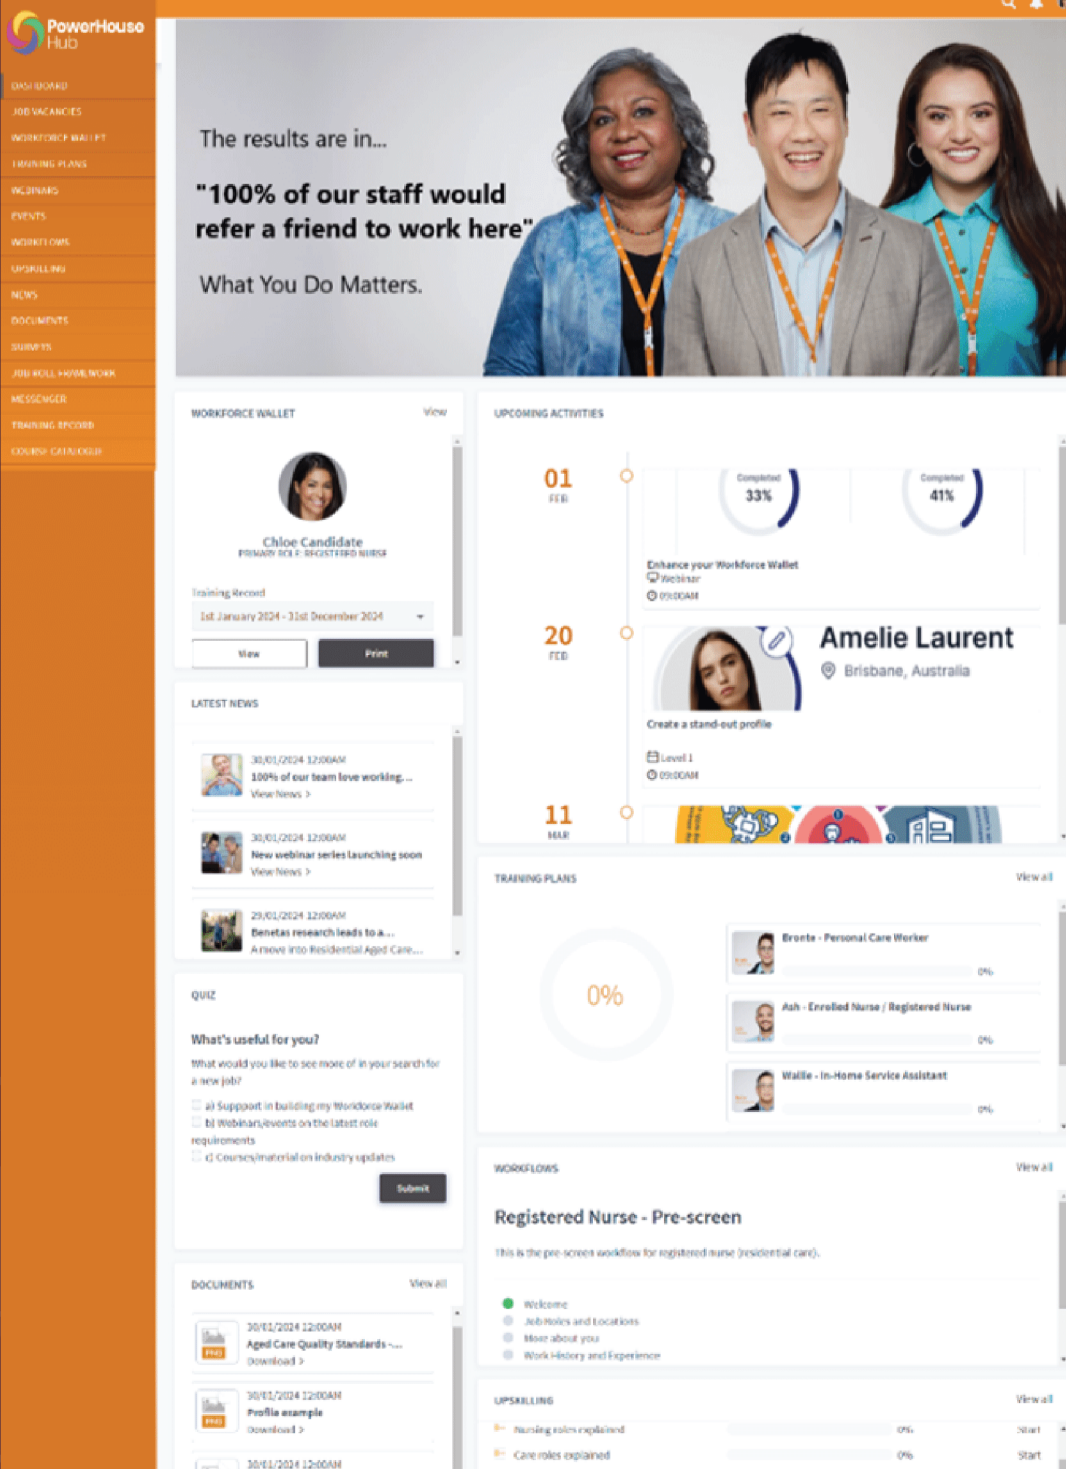 PowerHouse
Hub
DASHBOARD
JOB VACANCIES
WORKFORCE WALLET
TRAINING PLANS
WEBINARS
EVENTS
WORKFLOWS
UPSKILLING
NEWS
DOCUMENTS
SURVEYS
JOB ROLL FRAMEWORK
MESSENGER
TRAINING RECORD
COURSE CATALOGUE
The results are in...
"100% of our staff would
refer a friend to work here"
What You Do Matters.
WORKFORCE WALLET View
Chloe Candidate
PRIMARY ROLE: REGISTERED NURSE
Training Record
1st January 2024 - 31st December 2024
View Print
LATEST NEWS
30/01/2024 12:00AM
100% of our team love working...
View News >
30/01/2024 12:00AM
New webinar series launching soon
View News >
29/01/2024 12:00AM
Benetas research leads to a...
A move into Residential Aged Care...
QUIZ
What's useful for you?
What would you like to see more of in your search for
a new job?
a) Suppport in building my Workforce Wallet
b) Webinars/events on the latest role
requirements
c) Courses/material on industry updates
Submit
DOCUMENTS View all
30/01/2024 12:00AM
Aged Care Quality Standards -...
Download >
PNG
30/01/2024 12:00AM
Profile example
Download >
PNG
30/01/2024 12:00AM
UPCOMING ACTIVITIES
01
FEB
Completed
33%
Completed
41%
Enhance your Workforce Wallet
Webinar
09:00AM
20
FEB
Amelie Laurent
Brisbane, Australia
Create a stand-out profile
Level 1
09:00AM
11
MAR
TRAINING PLANS View all
0%
Bronte - Personal Care Worker
0%
Ash - Enrolled Nurse / Registered Nurse
0%
Wallie - In-Home Service Assistant
0%
WORKFLOWS View all
Registered Nurse - Pre-screen
This is the pre-screen workflow for registered nurse (residential care).
Welcome
Job Roles and Locations
More about you
Work History and Experience
UPSKILLING View all
Nursing roles explained 0% Start
Care roles explained 0% Start